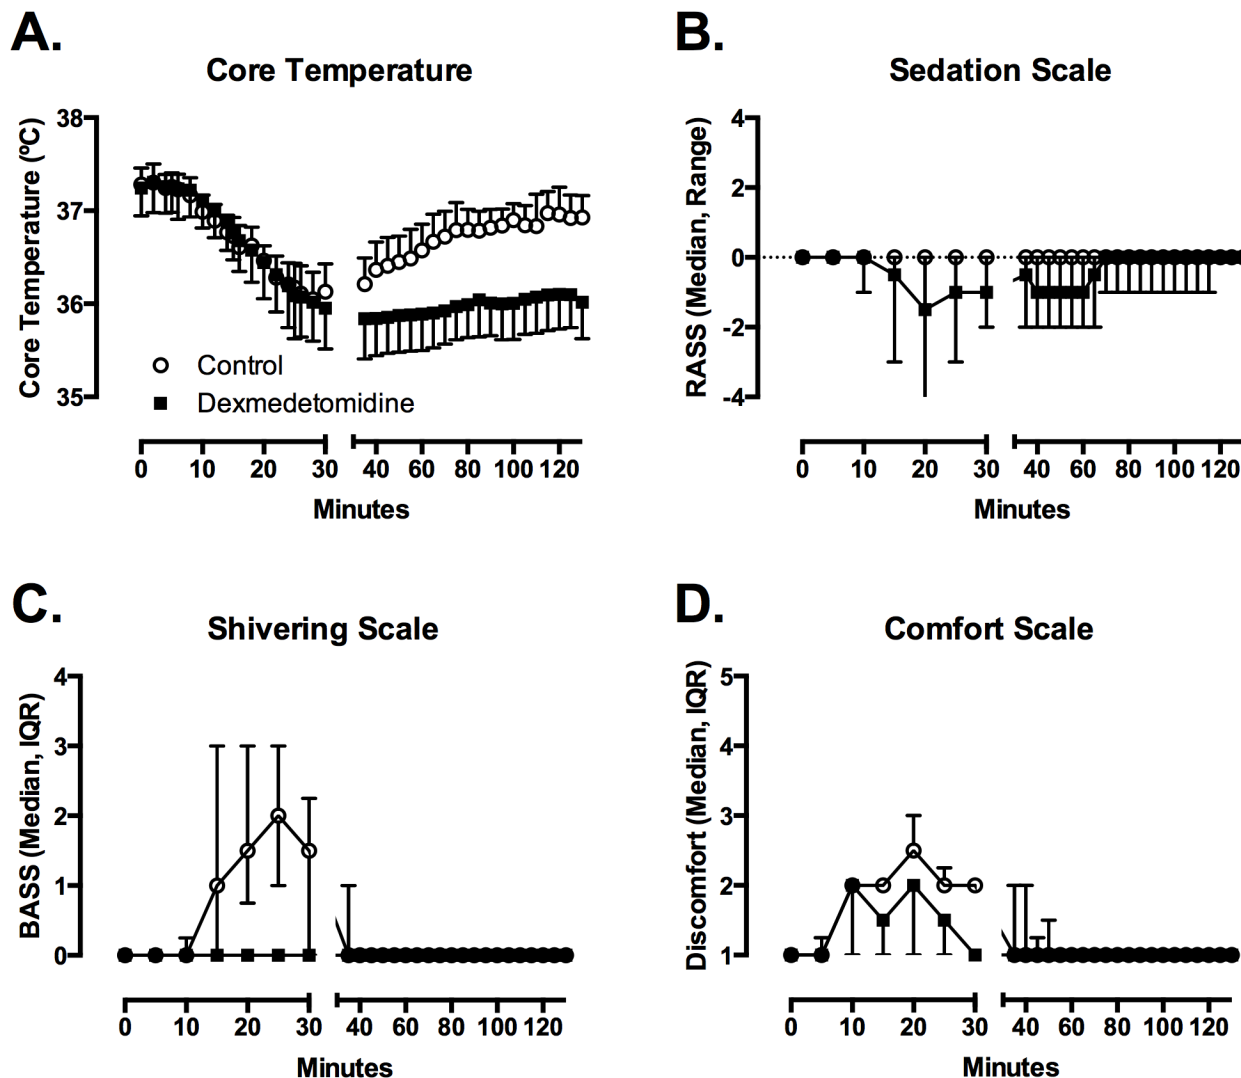 A.
Core Temperature
Core Temperature (ºC)
38
37
36
35
Control
Dexmedetomidine
0 10 20 30 40 60 80 100 120
Minutes
B.
Sedation Scale
RASS (Median, Range)
4
2
0
-2
-4
0 10 20 30 40 60 80 100 120
Minutes
C.
Shivering Scale
BASS (Median, IQR)
4
3
2
1
0
0 10 20 30 40 60 80 100 120
Minutes
D.
Comfort Scale
Discomfort (Median, IQR)
5
4
3
2
1
0 10 20 30 40 60 80 100 120
Minutes